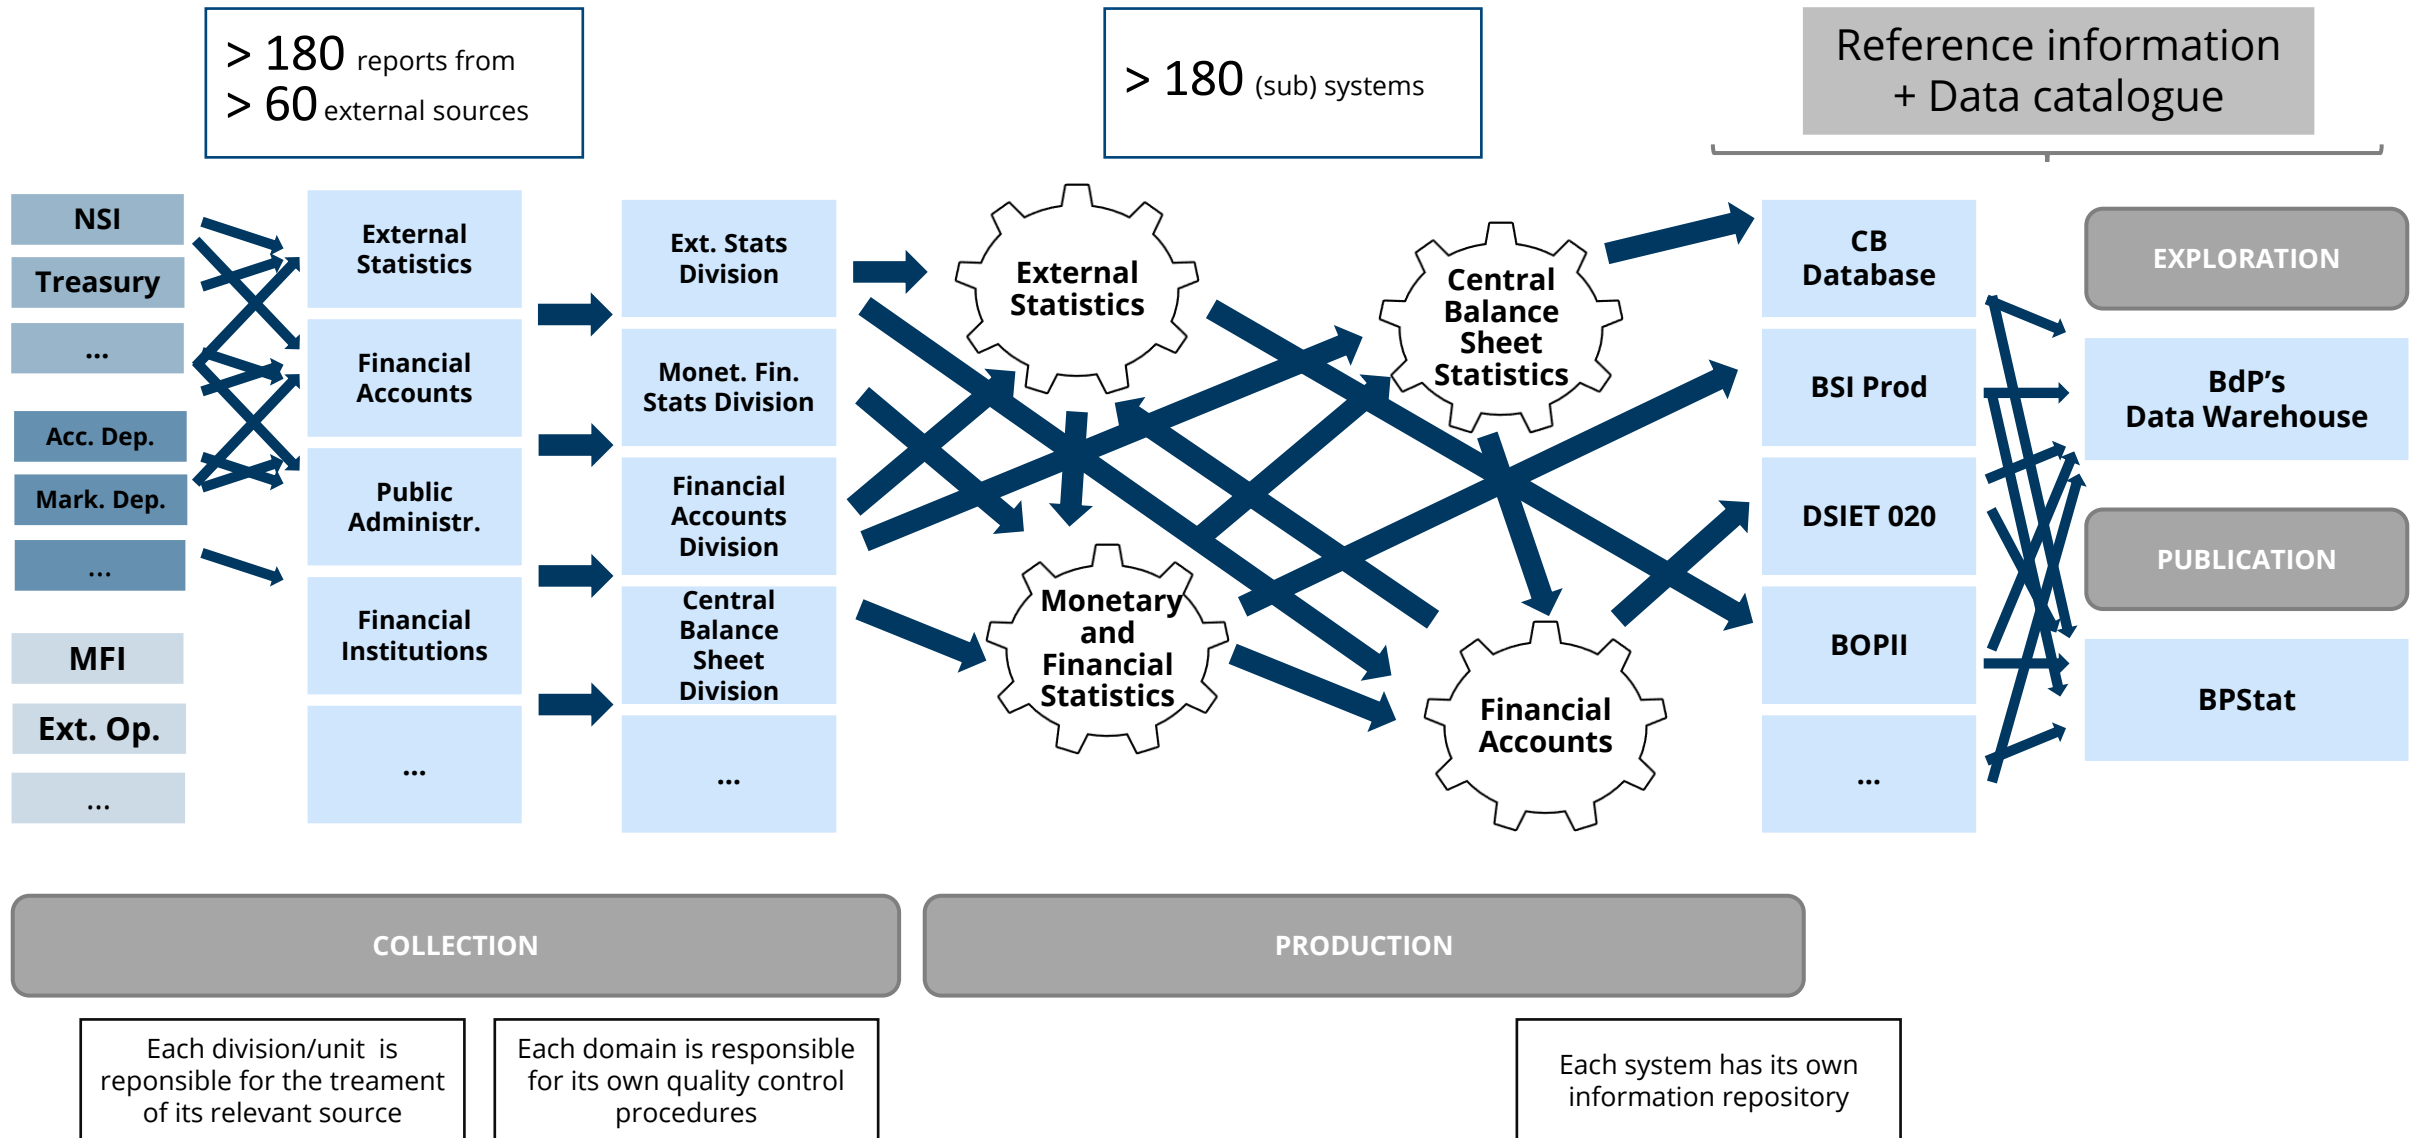 > 180 reports from
> 60 external sources
> 180 (sub) systems
Reference information
+ Data catalogue
NSI
Treasury
...
Acc. Dep.
Mark. Dep.
...
MFI
Ext. Op.
...
External
Statistics
Financial
Accounts
Public
Administr.
Financial
Institutions
...
Ext. Stats
Division
Monet. Fin.
Stats Division
Financial
Accounts
Division
Central
Balance
Sheet
Division
...
External
Statistics
Monetary
and
Financial
Statistics
Central
Balance
Sheet
Statistics
Financial
Accounts
CB
Database
BSI Prod
DSIET 020
BOPII
...
EXPLORATION
BdP’s
Data Warehouse
PUBLICATION
BPStat
COLLECTION
PRODUCTION
Each division/unit is
reponsible for the treament
of its relevant source
Each domain is responsible
for its own quality control
procedures
Each system has its own
information repository